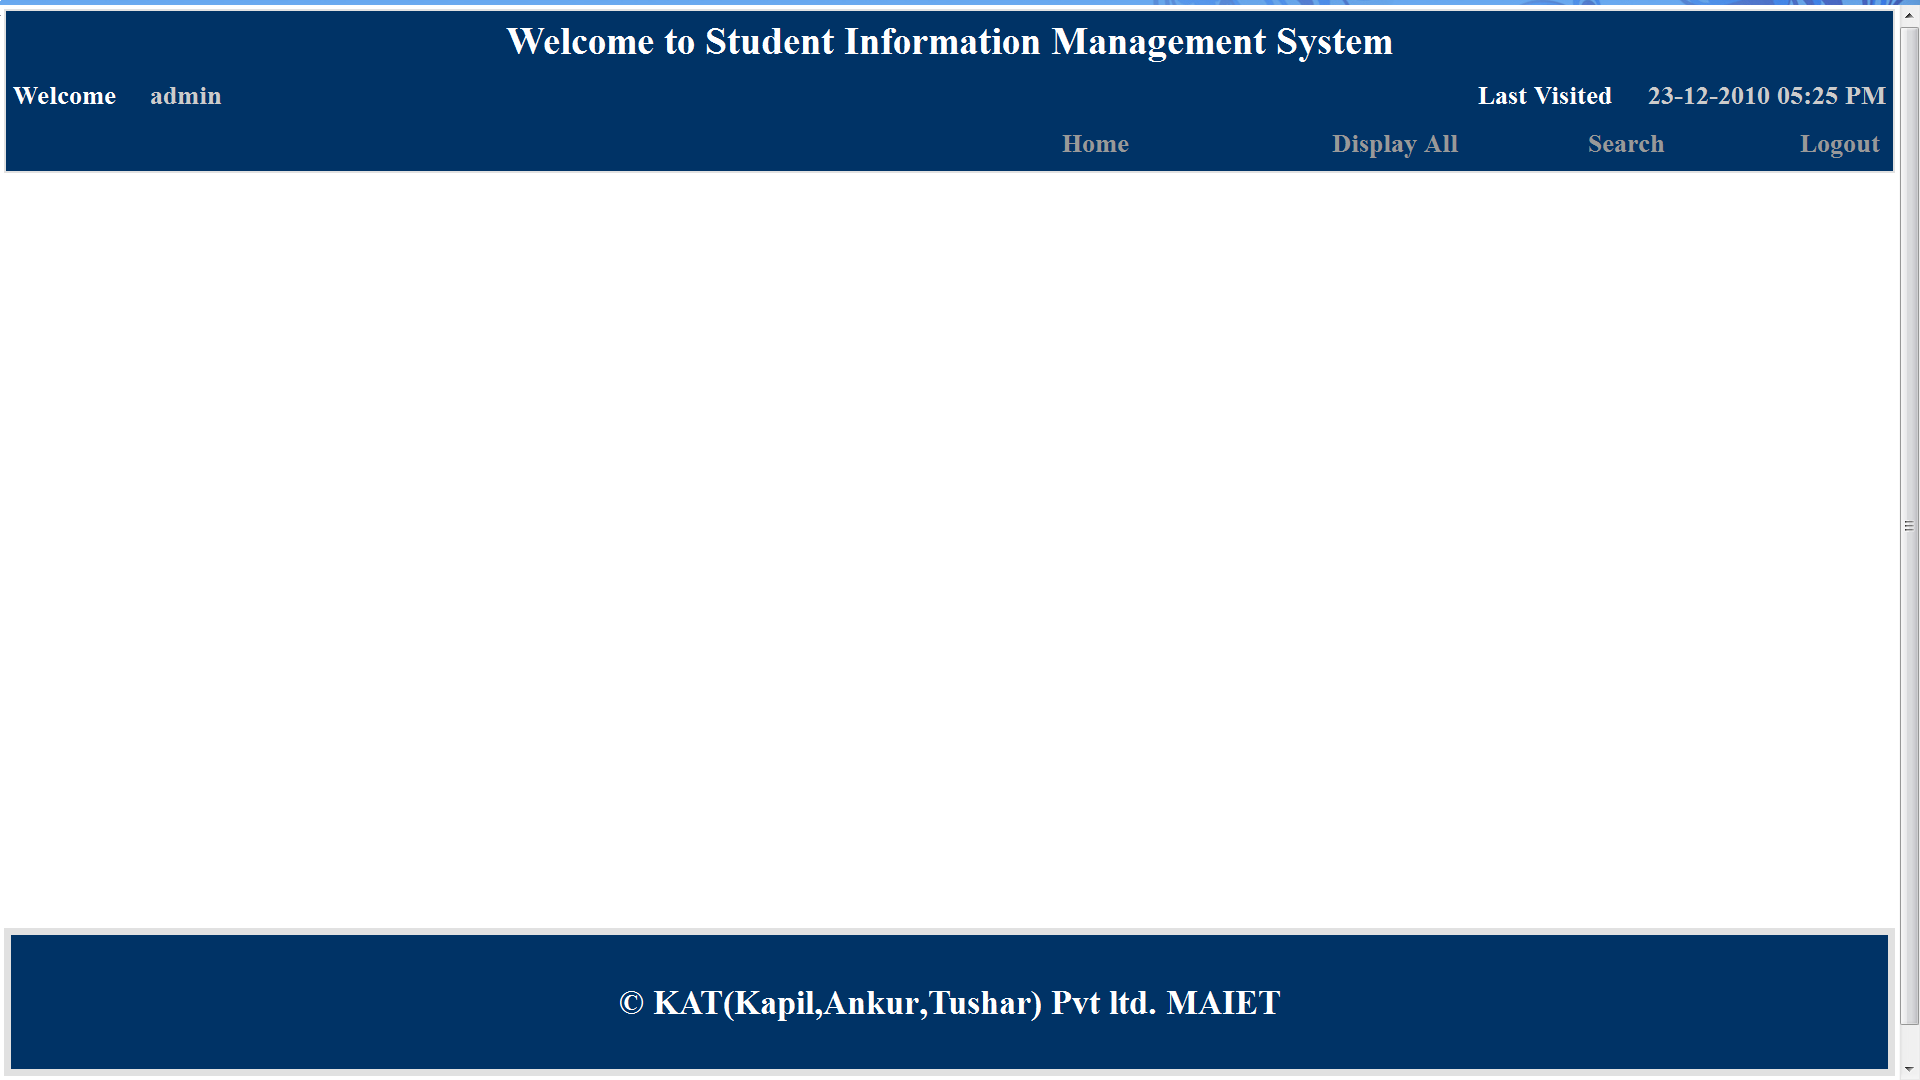 Welcome to Student Information Management System
Welcome admin Last Visited 23-12-2010 05:25 PM
Home Display All Search Logout
© KAT(Kapil,Ankur,Tushar) Pvt ltd. MAIET